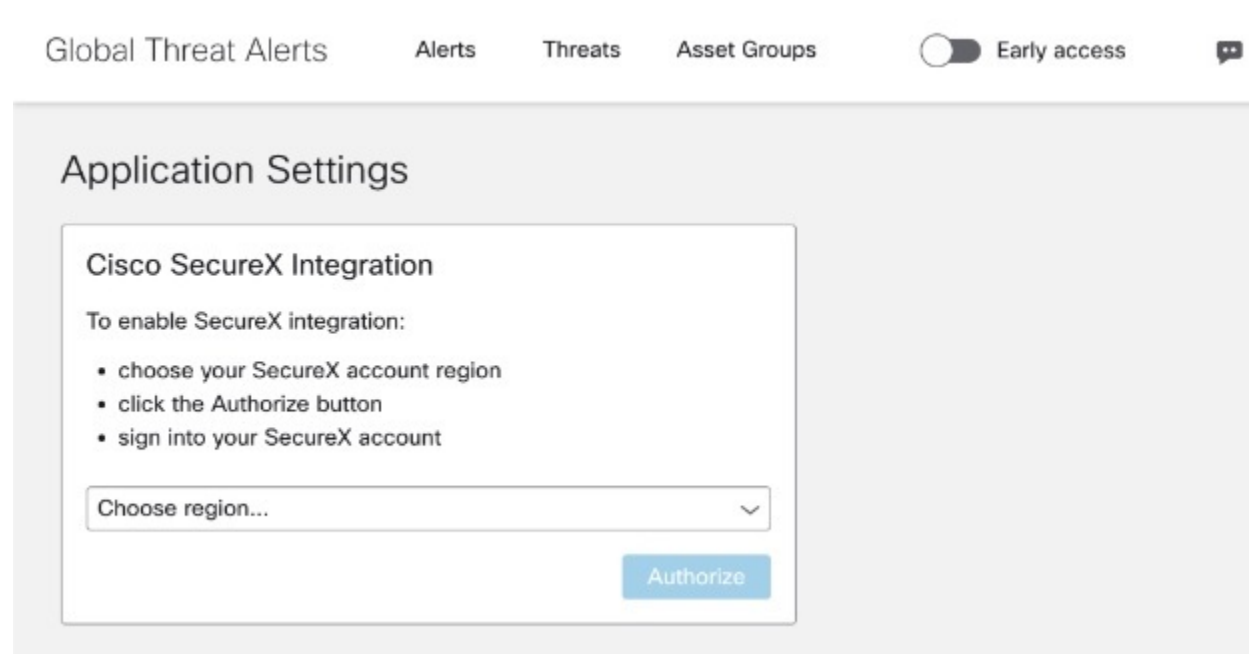 Global Threat Alerts Alerts Threats Asset Groups Early access
Application Settings
Cisco SecureX Integration
To enable SecureX integration:
• choose your SecureX account region
• click the Authorize button
• sign into your SecureX account
Choose region...
Authorize